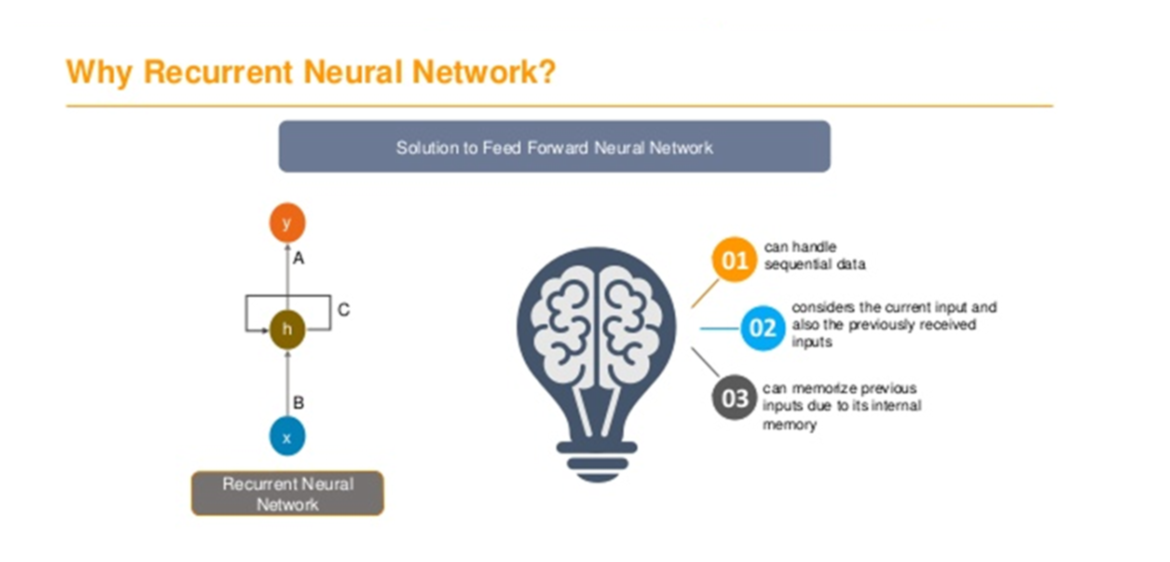 Why Recurrent Neural Network?
Solution to Feed Forward Neural Network
y
A
C
h
B
x
Recurrent Neural
Network
01
can handle
sequential data
02
considers the current input and
also the previously received
inputs
03
can memorize previous
inputs due to its internal
memory